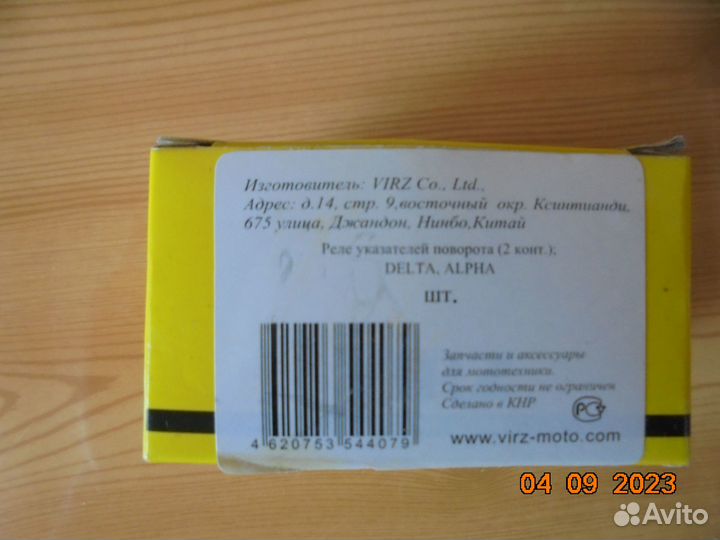 Изготовитель: VIRZ Co., Ltd.,
Адрес: д.14, стр. 9,восточный окр. Ксинтианди,
675 улица, Джандон, Нинбо,Китай
Реле указателей поворота (2 конт.);
DELTA, ALPHA
шт.
Запчасти и аксессуары
для мототехники.
Срок годности не ограничен
Сделано в КНР
РСТ
4 620753 544079
www.virz-moto.com
04 09 2023
Avito